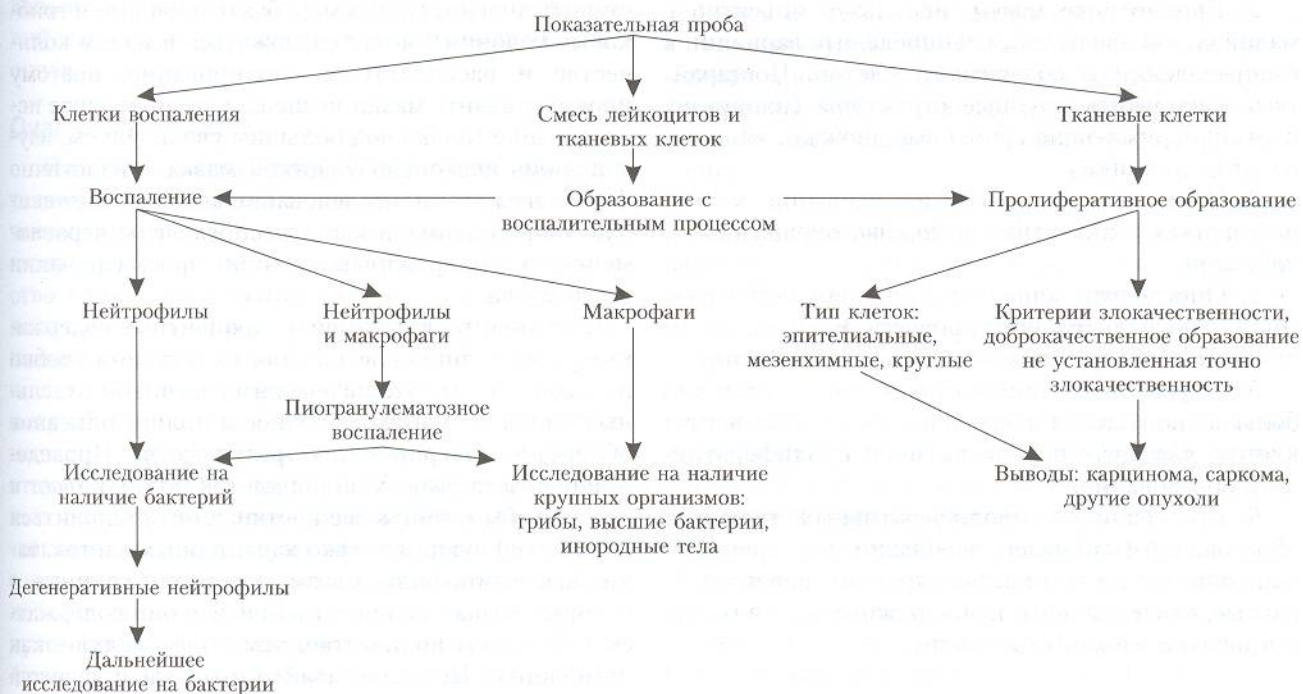 Показательная проба
Клетки воспаления
Смесь лейкоцитов и
тканевых клеток
Тканевые клетки
Воспаление
Образование с
воспалительным процессом
Пролиферативное образование
Нейтрофилы
Нейтрофилы
и макрофаги
Макрофаги
Тип клеток:
эпителиальные,
мезенхимные, круглые
Критерии злокачественности,
доброкачественное образование
не установленная точно
злокачественность
Пиогранулематозное
воспаление
Исследование на
наличие бактерий
Исследование на наличие
крупных организмов:
грибы, высшие бактерии,
инородные тела
Выводы: карцинома, саркома,
другие опухоли
Дегенеративные нейтрофилы
Дальнейшее
исследование на бактерии